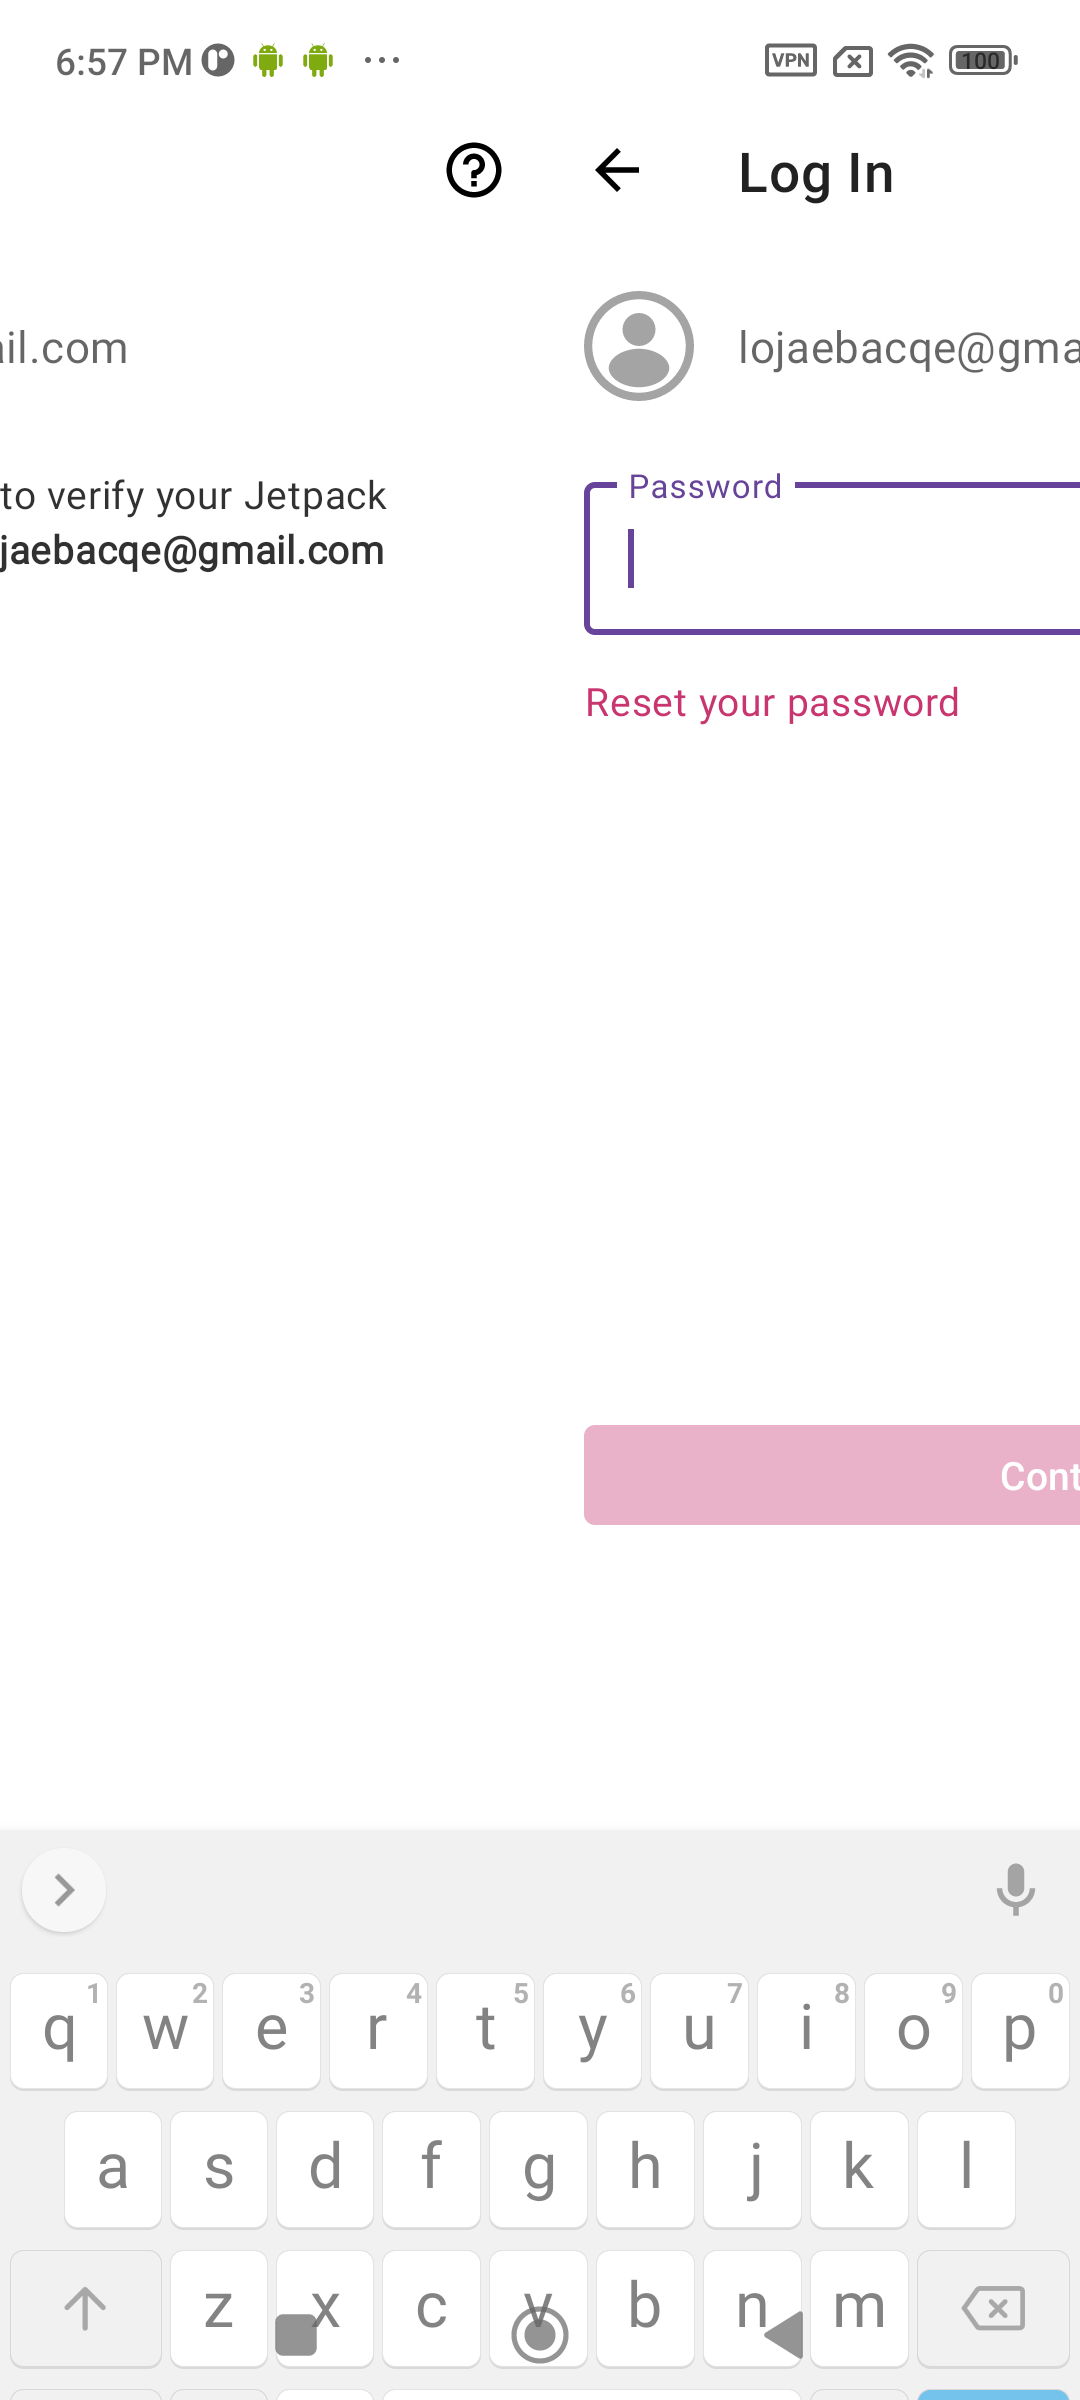 6:57 PM
VPN
100
Log In
ail.com
lojaebacqe@gma
to verify your Jetpack
jaebacqe@gmail.com
Password
Reset your password
Cont
1 2 3 4 5 6 7 8 9 0
q w e r t y u i o p
a s d f g h j k l
z x c v b n m